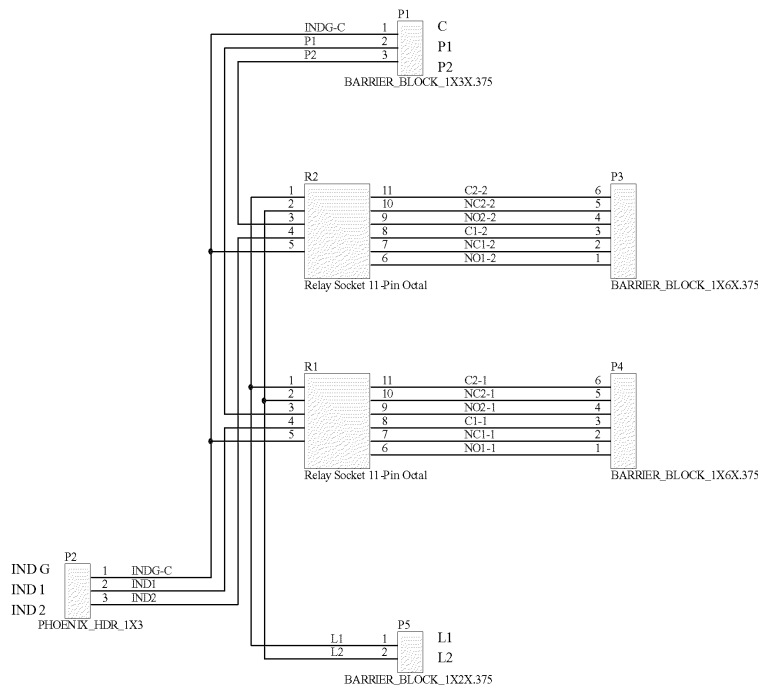 P1
INDG-C 1 C
P1 2 P1
P2 3 P2
BARRIER_BLOCK_1X3X.375
R2 P3
1 11 C2-2 6
2 10 NC2-2 5
3 9 NO2-2 4
4 8 C1-2 3
5 7 NC1-2 2
6 NO1-2 1
Relay Socket 11-Pin Octal BARRIER_BLOCK_1X6X.375
R1 P4
1 11 C2-1 6
2 10 NC2-1 5
3 9 NO2-1 4
4 8 C1-1 3
5 7 NC1-1 2
6 NO1-1 1
Relay Socket 11-Pin Octal BARRIER_BLOCK_1X6X.375
P2
IND G 1 INDG-C
IND 1 2 IND1
IND 2 3 IND2
PHOENIX_HDR_1X3
P5
L1 1 L1
L2 2 L2
BARRIER_BLOCK_1X2X.375